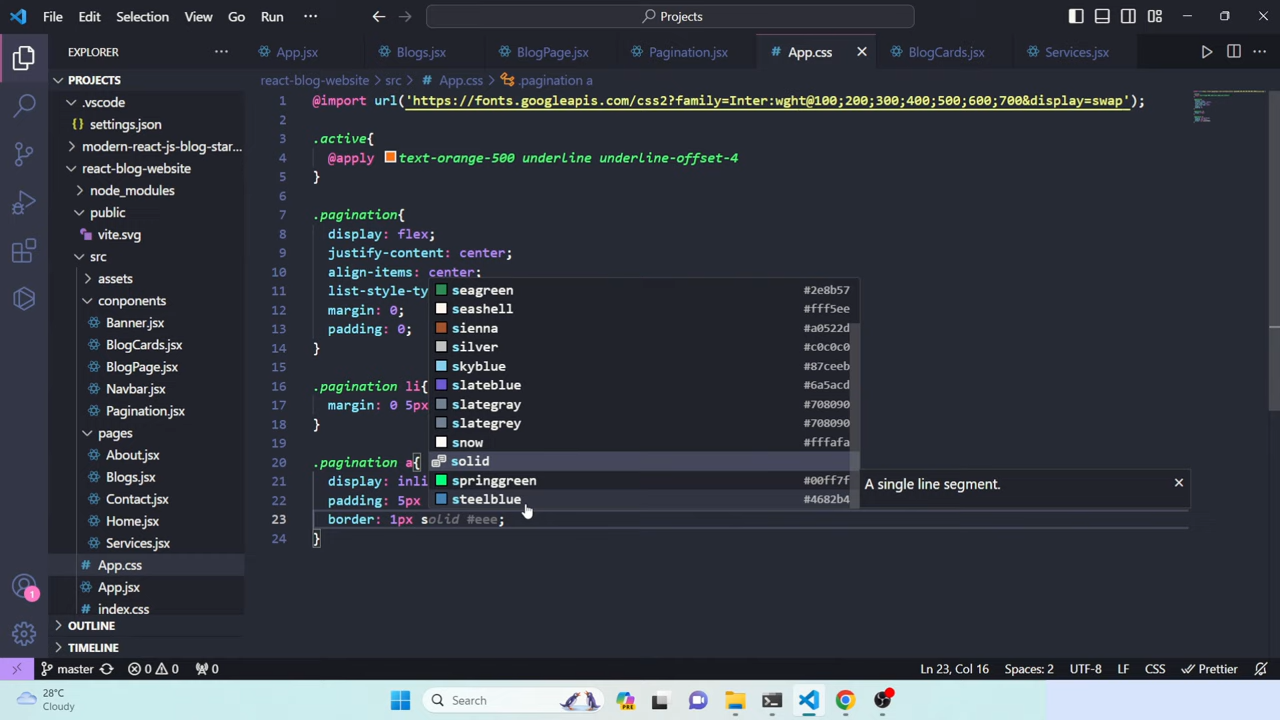 File Edit Selection View Go Run ··· Projects
EXPLORER ··· App.jsx Blogs.jsx BlogPage.jsx Pagination.jsx App.css BlogCards.jsx Services.jsx ···
PROJECTS
.vscode
settings.json
modern-react-js-blog-star...
react-blog-website
node_modules
public
vite.svg
src
assets
conponents
Banner.jsx
BlogCards.jsx
BlogPage.jsx
Navbar.jsx
Pagination.jsx
pages
About.jsx
Blogs.jsx
Contact.jsx
Home.jsx
Services.jsx
App.css
App.jsx
index.css
OUTLINE
TIMELINE
react-blog-website > src > # App.css > .pagination a
1 @import url('https://fonts.googleapis.com/css2?family=Inter:wght@100;200;300;400;500;600;700&display=swap');
2
3 .active{
4 @apply text-orange-500 underline underline-offset-4
5 }
6
7 .pagination{
8 display: flex;
9 justify-content: center;
10 align-items: center;
11 list-style-ty
12 margin: 0;
13 padding: 0;
14 }
15
16 .pagination li{
17 margin: 0 5px
18 }
19
20 .pagination a{
21 display: inli
22 padding: 5px
23 border: 1px solid #eee;
24 }
seagreen #2e8b57
seashell #fff5ee
sienna #a0522d
silver #c0c0c0
skyblue #87ceeb
slateblue #6a5acd
slategray #708090
slategrey #708090
snow #fffafa
solid
springgreen #00ff7f
steelblue #4682b4
A single line segment.
1
master 0 0 0 Ln 23, Col 16 Spaces: 2 UTF-8 LF CSS Prettier
28°C
Cloudy
Search
PRE